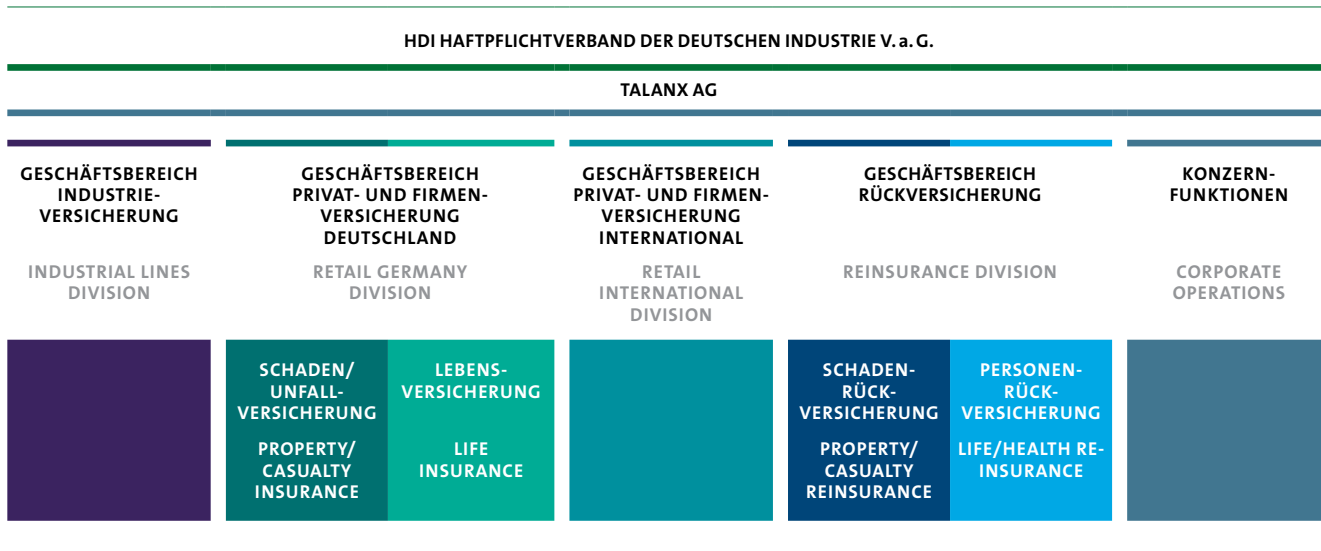 HDI HAFTPFLICHTVERBAND DER DEUTSCHEN INDUSTRIE V. a. G.
TALANX AG
GESCHÄFTSBEREICH
INDUSTRIE-
VERSICHERUNG
INDUSTRIAL LINES
DIVISION
GESCHÄFTSBEREICH
PRIVAT- UND FIRMEN-
VERSICHERUNG
DEUTSCHLAND
RETAIL GERMANY
DIVISION
SCHADEN/
UNFALL-
VERSICHERUNG
PROPERTY/
CASUALTY
INSURANCE
LEBENS-
VERSICHERUNG
LIFE
INSURANCE
GESCHÄFTSBEREICH
PRIVAT- UND FIRMEN-
VERSICHERUNG
INTERNATIONAL
RETAIL
INTERNATIONAL
DIVISION
GESCHÄFTSBEREICH
RÜCKVERSICHERUNG
REINSURANCE DIVISION
SCHADEN-
RÜCK-
VERSICHERUNG
PROPERTY/
CASUALTY
REINSURANCE
PERSONEN-
RÜCK-
VERSICHERUNG
LIFE/HEALTH RE-
INSURANCE
KONZERN-
FUNKTIONEN
CORPORATE
OPERATIONS